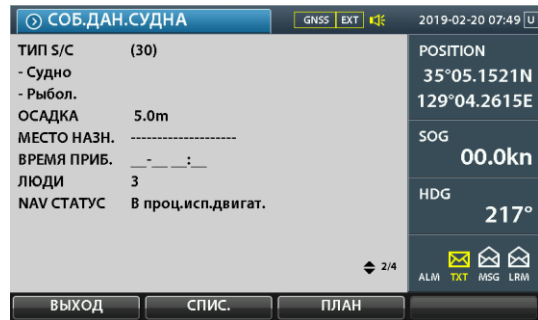 СОБ.ДАН.СУДНА
GNSS EXT
2019-02-20 07:49 U
ТИП S/C (30)
- Судно
- Рыбол.
ОСАДКА 5.0m
МЕСТО НАЗН. --------------------
ВРЕМЯ ПРИБ. __-__ __:__
ЛЮДИ 3
NAV СТАТУС В проц.исп.двигат.
2/4
POSITION
35°05.1521N
129°04.2615E
SOG
00.0kn
HDG
217°
ALM TXT MSG LRM
ВЫХОД СПИС. ПЛАН